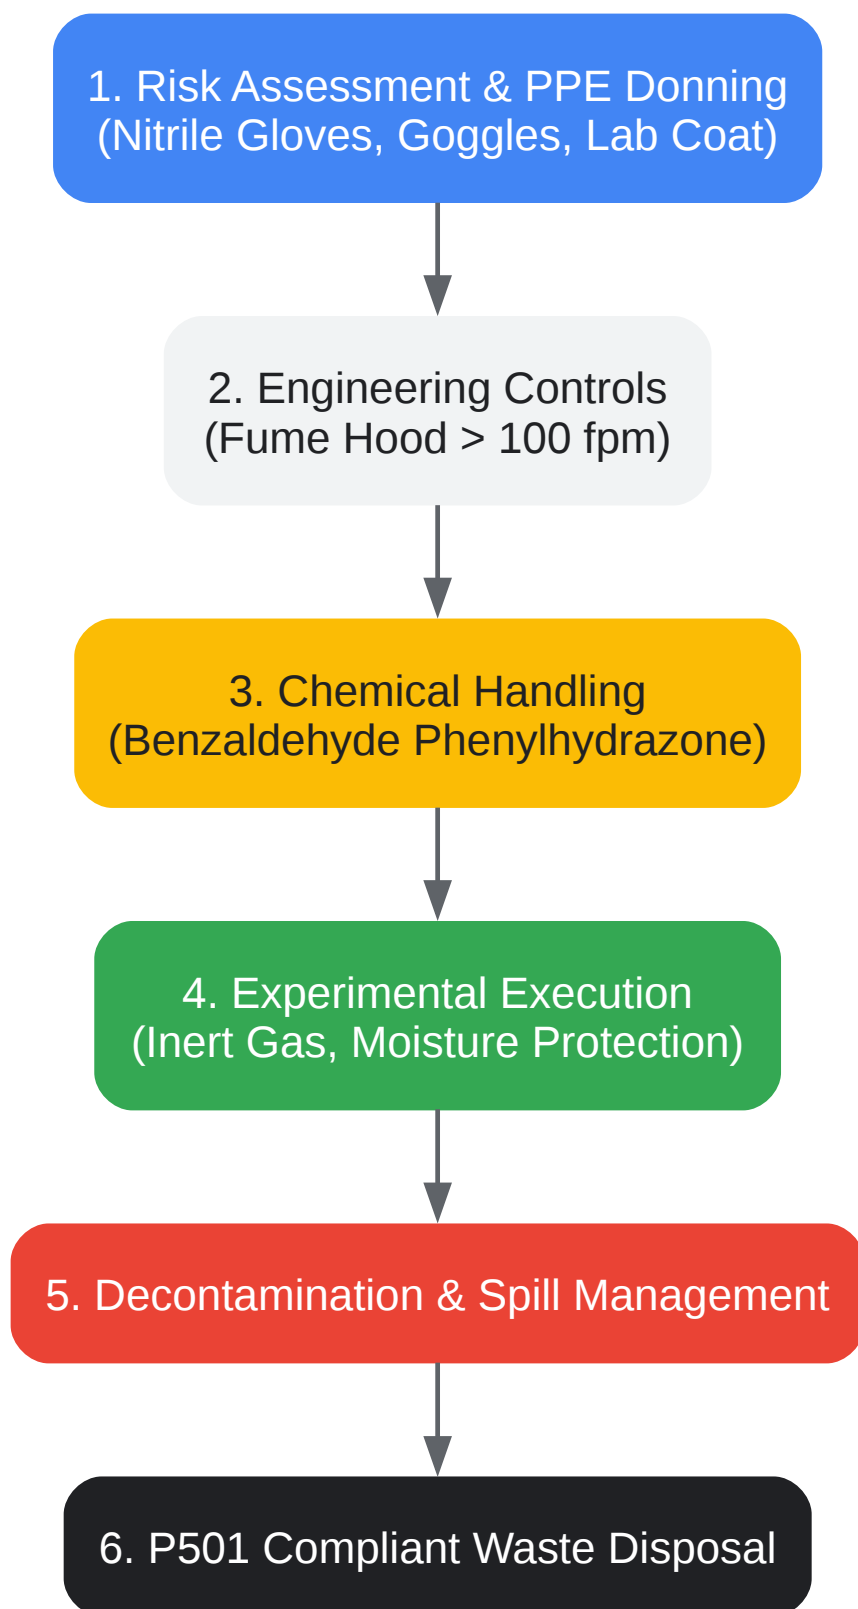 1. Risk Assessment & PPE Donning
(Nitrile Gloves, Goggles, Lab Coat)
2. Engineering Controls
(Fume Hood > 100 fpm)
3. Chemical Handling
(Benzaldehyde Phenylhydrazone)
4. Experimental Execution
(Inert Gas, Moisture Protection)
5. Decontamination & Spill Management
6. P501 Compliant Waste Disposal